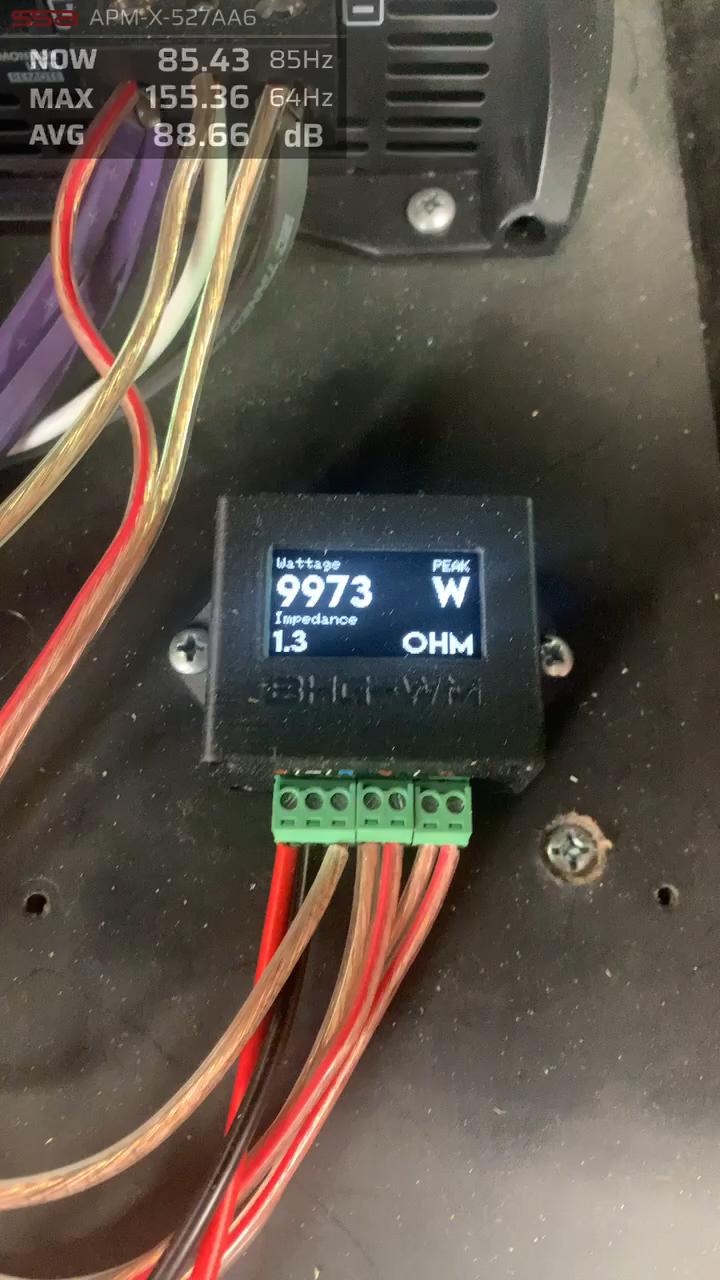 APM-X-527AA6
NOW 85.43 85Hz
MAX 155.36 64Hz
AVG 88.66 dB
REMOTE
Wattage PEAK
9973 W
Impedance
1.3 OHM